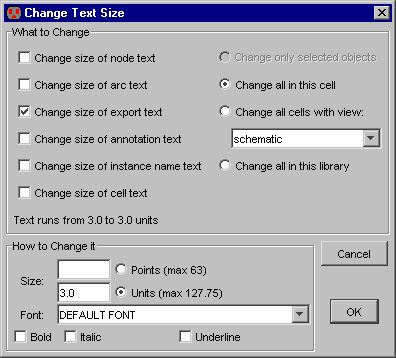 Change Text Size
What to Change
Change size of node text
Change only selected objects
Change size of arc text
Change all in this cell
Change size of export text
Change all cells with view:
Change size of annotation text
schematic
Change size of instance name text
Change all in this library
Change size of cell text
Text runs from 3.0 to 3.0 units
How to Change it
Cancel
Size:
Points (max 63)
3.0
Units (max 127.75)
Font:
DEFAULT FONT
OK
Bold
Italic
Underline